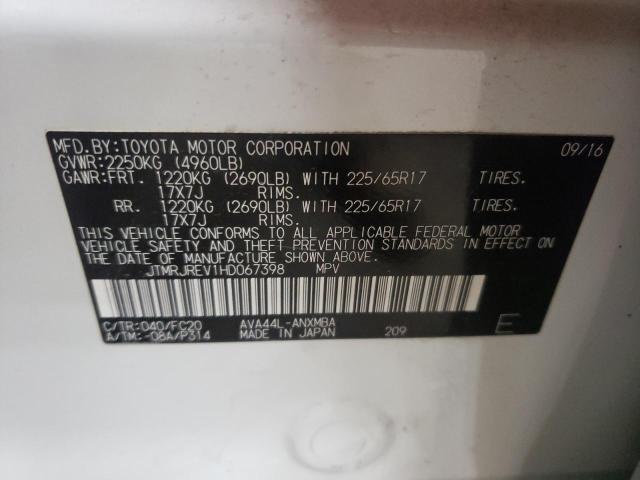 MFD.BY:TOYOTA MOTOR CORPORATION 09/16
GVWR:2250KG (4960LB)
GAWR:FRT. 1220KG (2690LB) WITH 225/65R17 TIRES.
17X7J RIMS.
RR. 1220KG (2690LB) WITH 225/65R17 TIRES.
17X7J RIMS.
THIS VEHICLE CONFORMS TO ALL APPLICABLE FEDERAL MOTOR
VEHICLE SAFETY AND THEFT PREVENTION STANDARDS IN EFFECT ON
THE DATE OF MANUFACTURE SHOWN ABOVE.
JTMRJREV1HD067398 MPV
C/TR:040/FC20 AVA44L-ANXMBA 209 E
A/TM:-08A/P314 MADE IN JAPAN